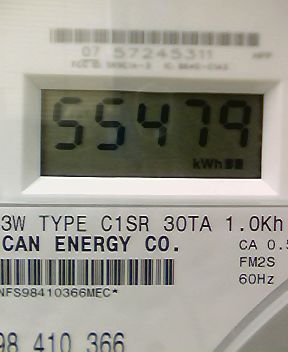 07 57245311
55479
kWh
3W TYPE C1SR 30TA 1.0Kh
CAN ENERGY CO.
CA 0.5
FM2S
60Hz
NFS98410366MEC*
98 410 366